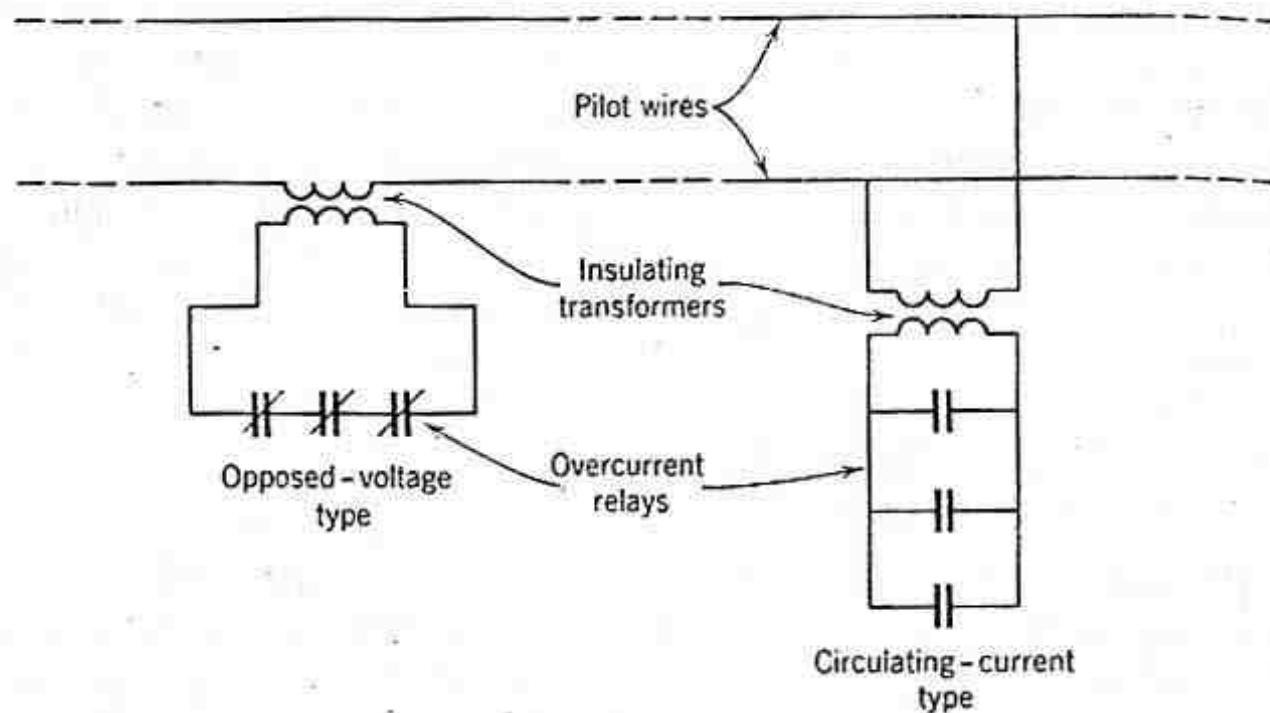 Pilot wires
Insulating
transformers
Overcurrent
relays
Opposed-voltage
type
Circulating-current
type